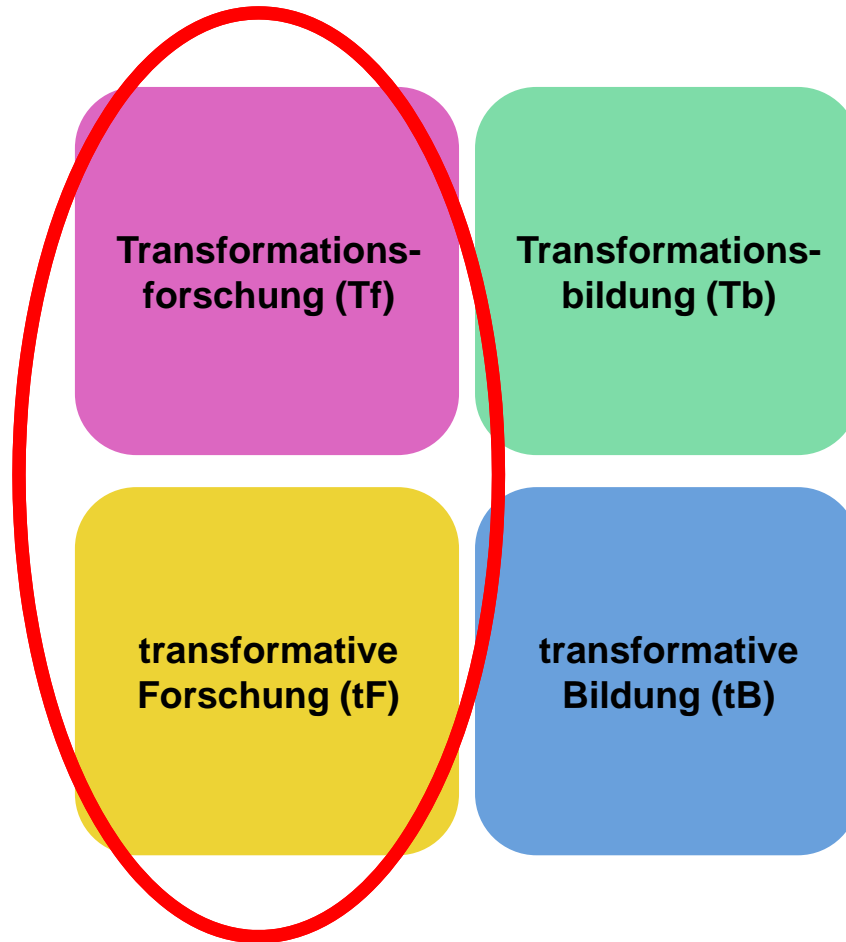 Transformations-
forschung (Tf)
Transformations-
bildung (Tb)
transformative
Forschung (tF)
transformative
Bildung (tB)